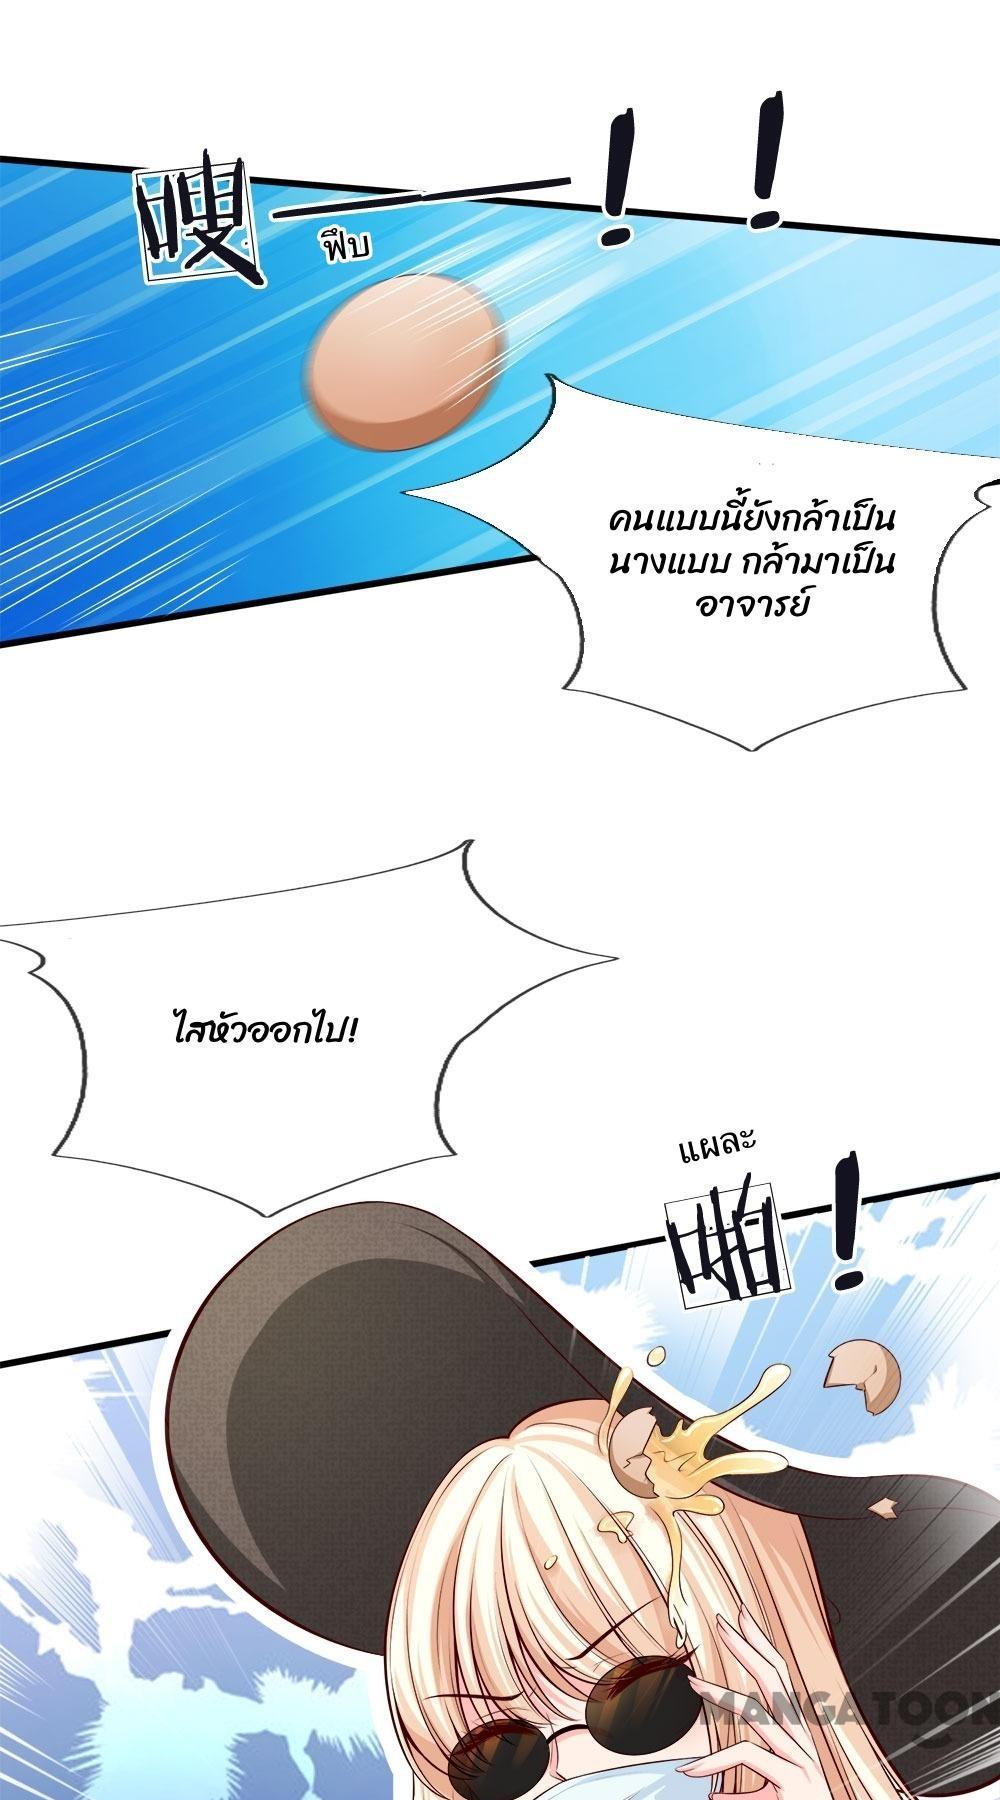 嗖——!!
ฟึบ
คนแบบนี้ยังกล้าเป็น
นางแบบ กล้ามาเป็น
อาจารย์
ไสหัวออกไป!
แผละ
啪!
MANGATOON